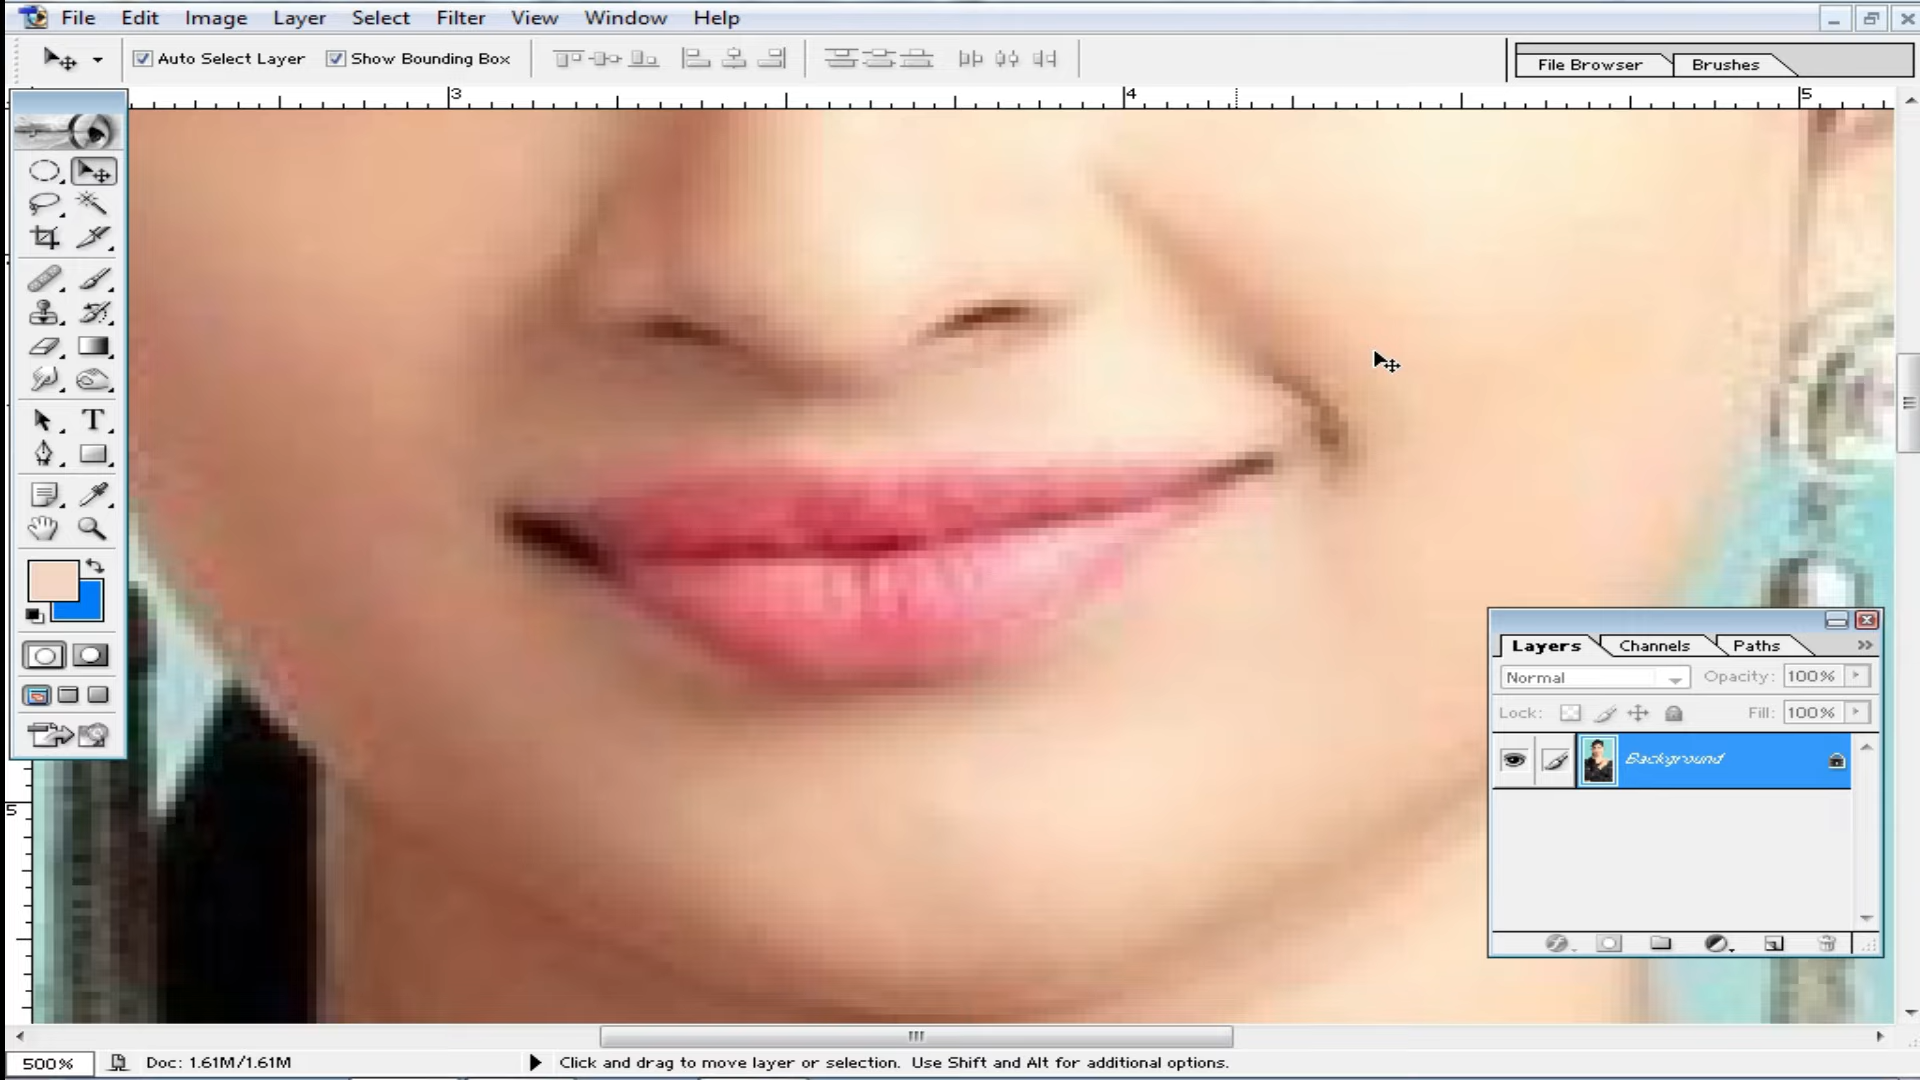 File Edit Image Layer Select Filter View Window Help
Auto Select Layer Show Bounding Box
File Browser Brushes
3 4 5
5
Layers Channels Paths
Normal Opacity: 100%
Lock: Fill: 100%
Background
500% Doc: 1.61M/1.61M Click and drag to move layer or selection. Use Shift and Alt for additional options.